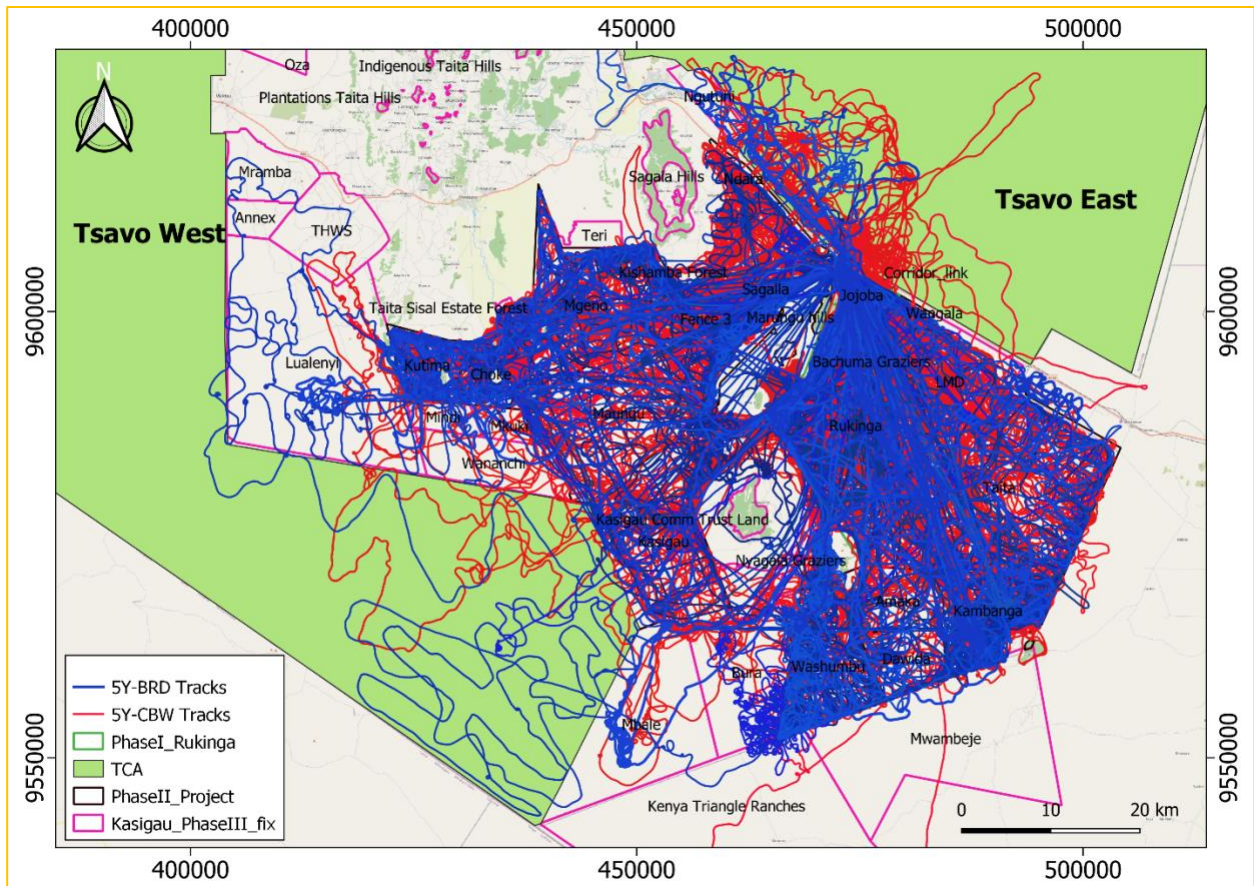 400000
450000
500000
N
Oza
Indigenous Taita Hills
Plantations Taita Hills
Ngutuni
Mramba
Sagala Hills
Ndara
Tsavo East
Annex
THWS
Tsavo West
Teri
Kishamba Forest
Corridor_link
Sagalla
Jojoba
9600000
9600000
Taita Sisal Estate Forest
Mgeno
Fence 3
Marubou hills
Wangala
Lualenyi
Kutima
Choke
Bachuma Graziers
LMD
Maungu
Mkuki
Rukinga
Wananchi
Taita
Kasigau Comm Trust Land
Kasigau
Nyagala Graziers
Amaka
Kambanga
Dawida
Washumbu
Bura
Mbale
Mwambeje
9550000
9550000
Kenya Triangle Ranches
0 10 20 km
5Y-BRD Tracks
5Y-CBW Tracks
PhaseI_Rukinga
TCA
PhaseII_Project
Kasigau_PhaseIII_fix
400000
450000
500000